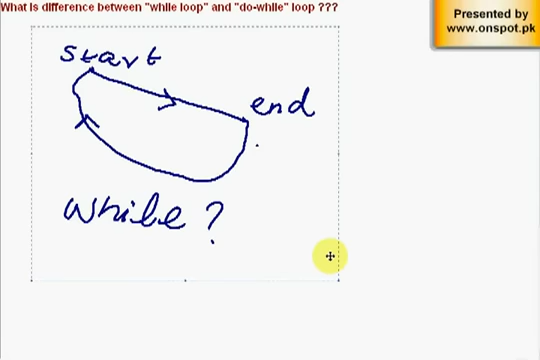 What is difference between "while loop" and "do-while" loop ???
Presented by
www.onspot.pk
start
end
while ?